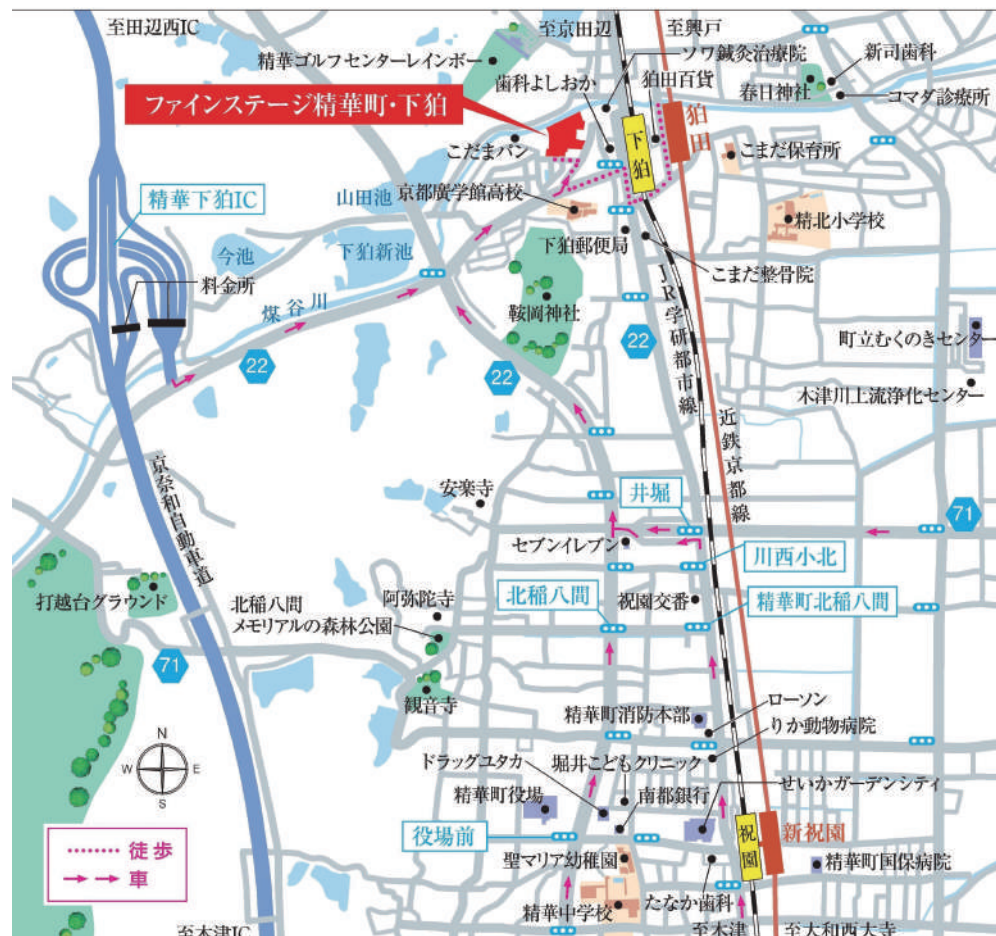 至田辺西IC
至京田辺
至興戸
ソワ鍼灸治療院
新司歯科
精華ゴルフセンターレインボー
狛田百貨
歯科よしおか
春日神社
コマダ診療所
ファインステージ精華町・下狛
狛田
下狛
こだまパン
こまだ保育所
京都廣学館高校
山田池
精華下狛IC
精北小学校
下狛郵便局
下狛新池
今池
こまだ整骨院
料金所
煤谷川
鞍岡神社
JR学研都市線
22
22
22
町立むくのきセンター
木津川上流浄化センター
近鉄京都線
京奈和自動車道
安楽寺
井堀
71
セブンイレブン
川西小北
打越台グラウンド
北稲八間
メモリアルの森林公園
阿弥陀寺
北稲八間
祝園交番
精華町北稲八間
71
観音寺
ローソン
精華町消防本部
りか動物病院
N
W
E
S
ドラッグユタカ
堀井こどもクリニック
精華町役場
南都銀行
せいかガーデンシティ
役場前
祝園
新祝園
徒歩
車
聖マリア幼稚園
精華町国保病院
たなか歯科
精華中学校
至木津IC
至木津
至大和西大寺